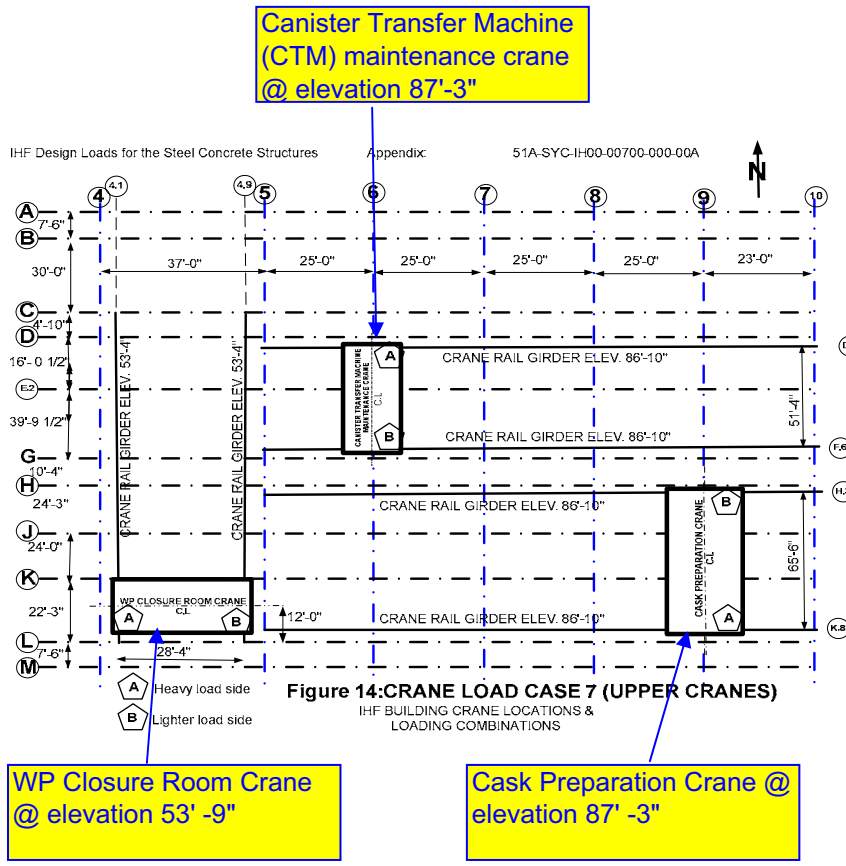 Canister Transfer Machine
(CTM) maintenance crane
@ elevation 87'-3"
IHF Design Loads for the Steel Concrete Structures Appendix: 51A-SYC-IH00-00700-000-00A
N
4 4.1 4,9 5 6 7 8 9 10
A
7'-6"
B
30'-0" 37'-0" 25'-0" 25'-0" 25'-0" 25'-0" 23'-0"
C
4'-10"
D
16'- 0 1/2"
E.2
39'-9 1/2"
G
10'-4"
H
24'-3"
J
24'-0"
K
22'-3"
L
7'-6"
M
CRANE RAIL GIRDER ELEV. 53'-4"
CRANE RAIL GIRDER ELEV. 53'-4"
CANISTER TRANSFER MACHINE
MAINTENANCE CRANE
C.L
A
B
CRANE RAIL GIRDER ELEV. 86'-10"
CRANE RAIL GIRDER ELEV. 86'-10"
51'-4"
F.6
CRANE RAIL GIRDER ELEV. 86'-10"
CASK PREPARATION CRANE
C.L
B
A
65'-6"
CRANE RAIL GIRDER ELEV. 86'-10"
K.8
WP CLOSURE ROOM CRANE
C.L
A
B
12'-0"
28'-4"
A Heavy load side
B Lighter load side
Figure 14:CRANE LOAD CASE 7 (UPPER CRANES)
IHF BUILDING CRANE LOCATIONS &
LOADING COMBINATIONS
WP Closure Room Crane
@ elevation 53' -9"
Cask Preparation Crane @
elevation 87' -3"